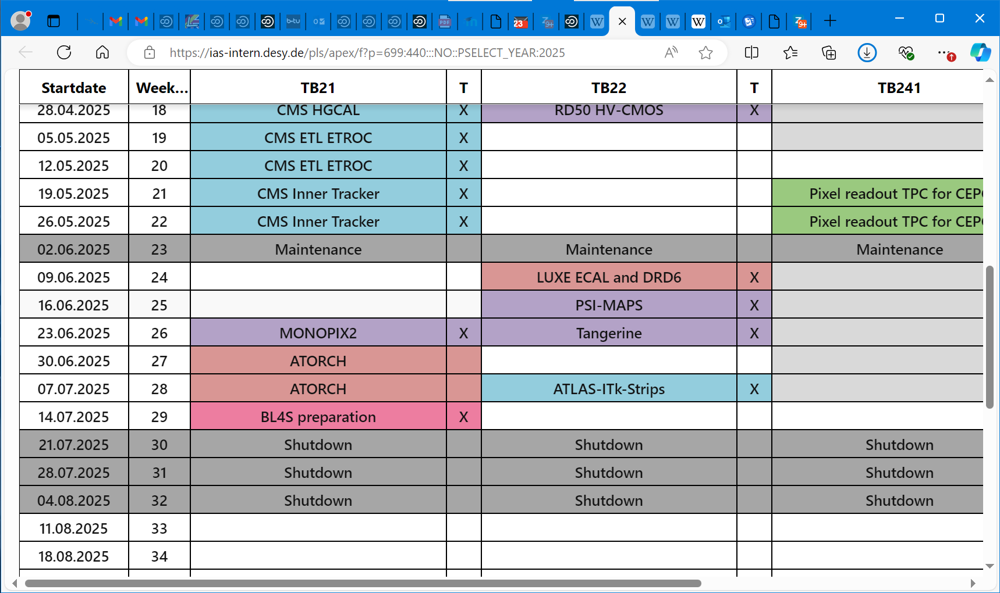 b-tu
PDF
23
9+
9+
https://ias-intern.desy.de/pls/apex/f?p=699:440:::NO::PSELECT_YEAR:2025
Startdate Week... TB21 T TB22 T TB241
28.04.2025 18 CMS HGCAL X RD50 HV-CMOS X
05.05.2025 19 CMS ETL ETROC X
12.05.2025 20 CMS ETL ETROC X
19.05.2025 21 CMS Inner Tracker X Pixel readout TPC for CEP
26.05.2025 22 CMS Inner Tracker X Pixel readout TPC for CEP
02.06.2025 23 Maintenance Maintenance Maintenance
09.06.2025 24 LUXE ECAL and DRD6 X
16.06.2025 25 PSI-MAPS X
23.06.2025 26 MONOPIX2 X Tangerine X
30.06.2025 27 ATORCH
07.07.2025 28 ATORCH ATLAS-ITk-Strips X
14.07.2025 29 BL4S preparation X
21.07.2025 30 Shutdown Shutdown Shutdown
28.07.2025 31 Shutdown Shutdown Shutdown
04.08.2025 32 Shutdown Shutdown Shutdown
11.08.2025 33
18.08.2025 34